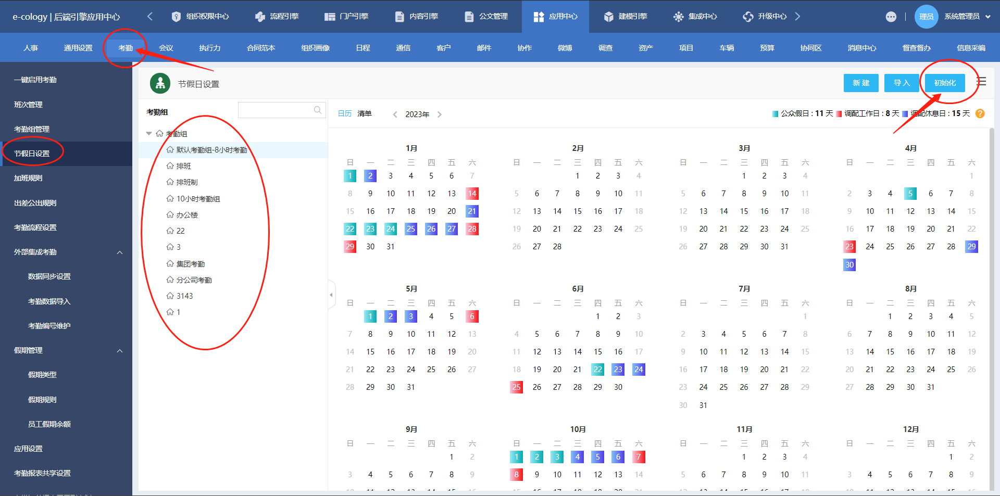 e-cology | 后端引擎应用中心 组织权限中心 流程引擎 门户引擎 内容引擎 公文管理 应用中心 建模引擎 集成中心 升级中心 理员 系统管理员
人事 通用设置 考勤 会议 执行力 合同范本 组织画像 日程 通信 客户 邮件 协作 微博 调查 资产 项目 车辆 预算 协同区 消息中心 督查督办 信息采编
一键启用考勤
班次管理
考勤组管理
节假日设置
加班规则
出差公出规则
考勤流程设置
外部集成考勤
数据同步设置
考勤数据导入
考勤编号维护
假期管理
假期类型
假期规则
员工假期余额
应用设置
考勤报表共享设置
节假日设置 新 建 导 入 初始化
考勤组
考勤组
默认考勤组-8小时考勤
排班
排班制
10小时考勤组
办公楼
22
3
集团考勤
分公司考勤
3143
1
日历 清单 2023年 公众假日 : 11 天 调配工作日 : 8 天 调配休息日 : 15 天 ?
1月 2月 3月 4月
日 一 二 三 四 五 六 日 一 二 三 四 五 六 日 一 二 三 四 五 六 日 一 二 三 四 五 六
1 2 3 4 5 6 7 1 2 3 4 1 2 3 4 1
8 9 10 11 12 13 14 5 6 7 8 9 10 11 5 6 7 8 9 10 11 2 3 4 5 6 7 8
15 16 17 18 19 20 21 12 13 14 15 16 17 18 12 13 14 15 16 17 18 9 10 11 12 13 14 15
22 23 24 25 26 27 28 19 20 21 22 23 24 25 19 20 21 22 23 24 25 16 17 18 19 20 21 22
29 30 31 26 27 28 26 27 28 29 30 31 23 24 25 26 27 28 29
30
5月 6月 7月 8月
日 一 二 三 四 五 六 日 一 二 三 四 五 六 日 一 二 三 四 五 六 日 一 二 三 四 五 六
1 2 3 4 5 6 1 2 3 1 1 2 3 4 5
7 8 9 10 11 12 13 4 5 6 7 8 9 10 2 3 4 5 6 7 8 6 7 8 9 10 11 12
14 15 16 17 18 19 20 11 12 13 14 15 16 17 9 10 11 12 13 14 15 13 14 15 16 17 18 19
21 22 23 24 25 26 27 18 19 20 21 22 23 24 16 17 18 19 20 21 22 20 21 22 23 24 25 26
28 29 30 31 25 26 27 28 29 30 23 24 25 26 27 28 29 27 28 29 30 31
30 31
9月 10月 11月 12月
日 一 二 三 四 五 六 日 一 二 三 四 五 六 日 一 二 三 四 五 六 日 一 二 三 四 五 六
1 2 1 2 3 4 5 6 7 1 2 3 4 1 2
3 4 5 6 7 8 9 8 9 10 11 12 13 14 5 6 7 8 9 10 11 3 4 5 6 7 8 9